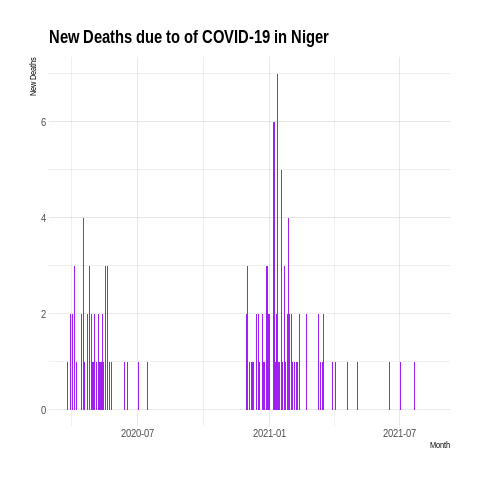 New Deaths due to of COVID-19 in Niger
New Deaths
6
4
2
0
2020-07
2021-01
2021-07
Month